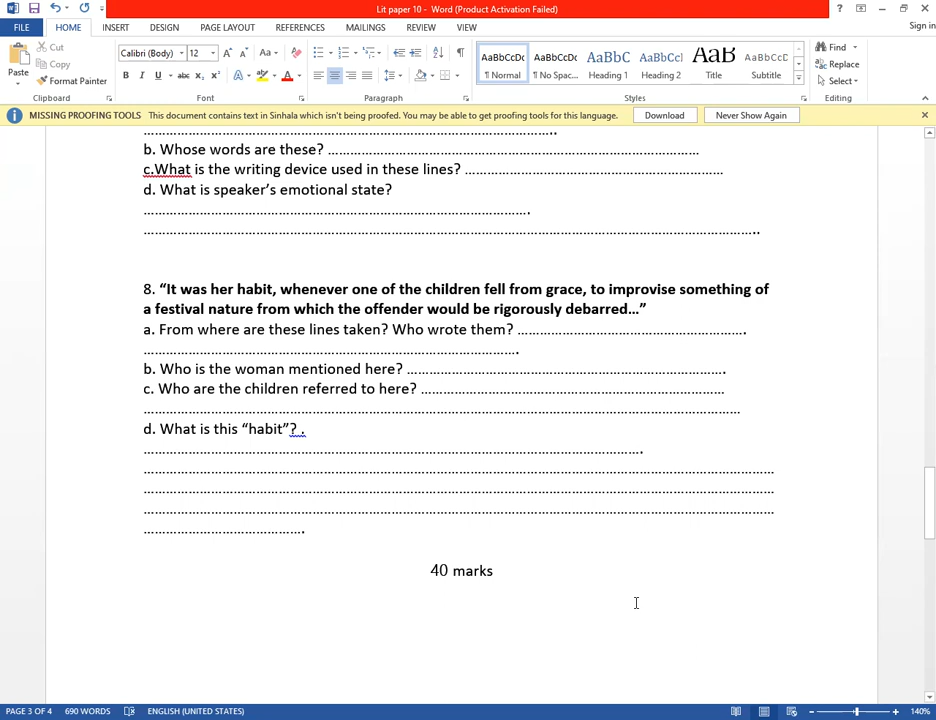 Lit paper 10 - Word (Product Activation Failed)
Sign in
FILE HOME INSERT DESIGN PAGE LAYOUT REFERENCES MAILINGS REVIEW VIEW
Paste
Cut
Copy
Format Painter
Clipboard
Calibri (Body) 12
Font
Paragraph
AaBbCcDc AaBbCcDc AaBbC AaBbCcI AaB AaBbCcD
¶ Normal ¶ No Spac... Heading 1 Heading 2 Title Subtitle
Styles
Find
Replace
Select
Editing
MISSING PROOFING TOOLS This document contains text in Sinhala which isn't being proofed. You may be able to get proofing tools for this language. Download Never Show Again
…………………………………………………………………………………………………..
b. Whose words are these? ………………………………………………………………………
c.What is the writing device used in these lines? …………………………………………………
d. What is speaker’s emotional state?
………………………………………………………………………………………….
…………………………………………………………………………………………………………………………..
8. “It was her habit, whenever one of the children fell from grace, to improvise something of
a festival nature from which the offender would be rigorously debarred…”
a. From where are these lines taken? Who wrote them? …………………………………………….
……………………………………………………………………………………….
b. Who is the woman mentioned here? …………………………………………………………….
c. Who are the children referred to here? …………………………………………………………
………………………………………………………………………………………………………………………
d. What is this “habit”? .
…………………………………………………………………………………………………………….
……………………………………………………………………………………………………………………………
……………………………………………………………………………………………………………………………
……………………………………………………………………………………………………………………………
…………………………………….
40 marks
PAGE 3 OF 4 690 WORDS ENGLISH (UNITED STATES) 140%